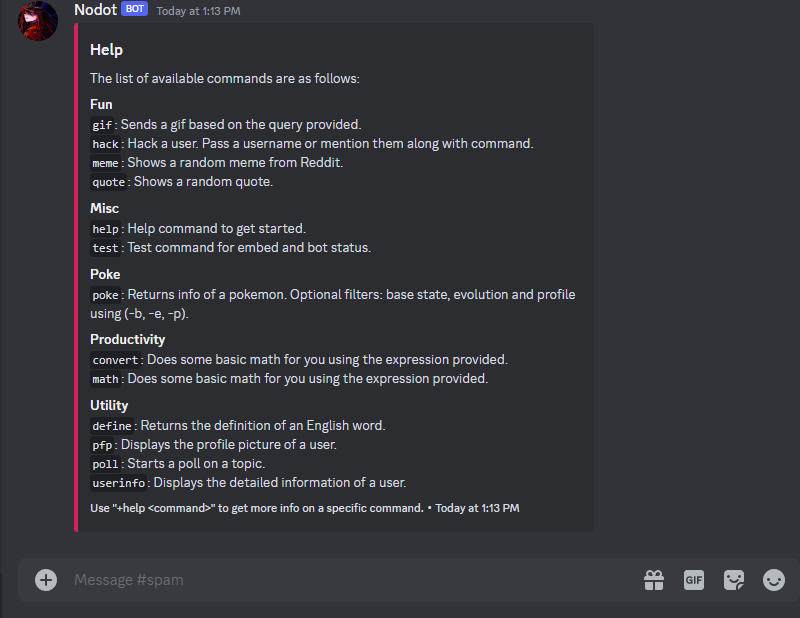 Nodot BOT Today at 1:13 PM
Help
The list of available commands are as follows:
Fun
gif: Sends a gif based on the query provided.
hack: Hack a user. Pass a username or mention them along with command.
meme: Shows a random meme from Reddit.
quote: Shows a random quote.
Misc
help: Help command to get started.
test: Test command for embed and bot status.
Poke
poke: Returns info of a pokemon. Optional filters: base state, evolution and profile
using (-b, -e, -p).
Productivity
convert: Does some basic math for you using the expression provided.
math: Does some basic math for you using the expression provided.
Utility
define: Returns the definition of an English word.
pfp: Displays the profile picture of a user.
poll: Starts a poll on a topic.
userinfo: Displays the detailed information of a user.
Use "+help <command>" to get more info on a specific command. • Today at 1:13 PM
Message #spam
GIF